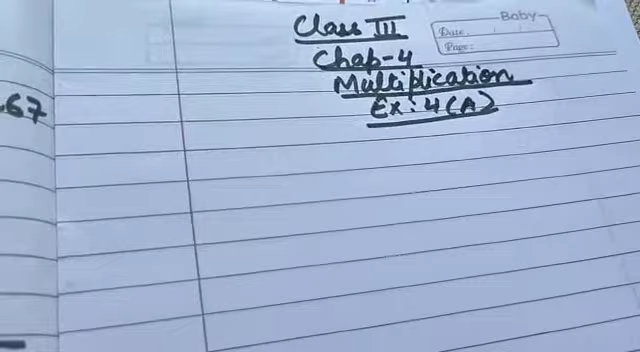 Class III
Baby
Date:
Page:
Chap-4
Multiplication
Ex: 4 (A)
67